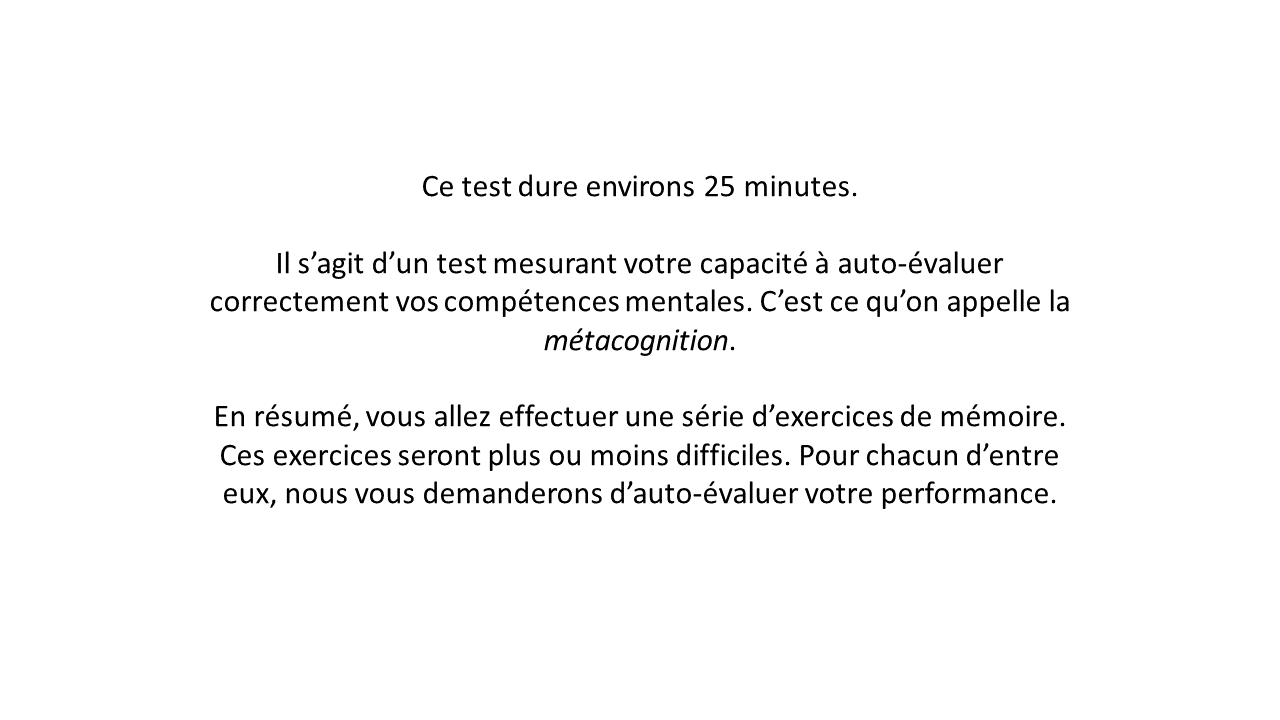 Ce test dure environs 25 minutes.
Il s’agit d’un test mesurant votre capacité à auto-évaluer
correctement vos compétences mentales. C’est ce qu’on appelle la
métacognition.
En résumé, vous allez effectuer une série d’exercices de mémoire.
Ces exercices seront plus ou moins difficiles. Pour chacun d’entre
eux, nous vous demanderons d’auto-évaluer votre performance.